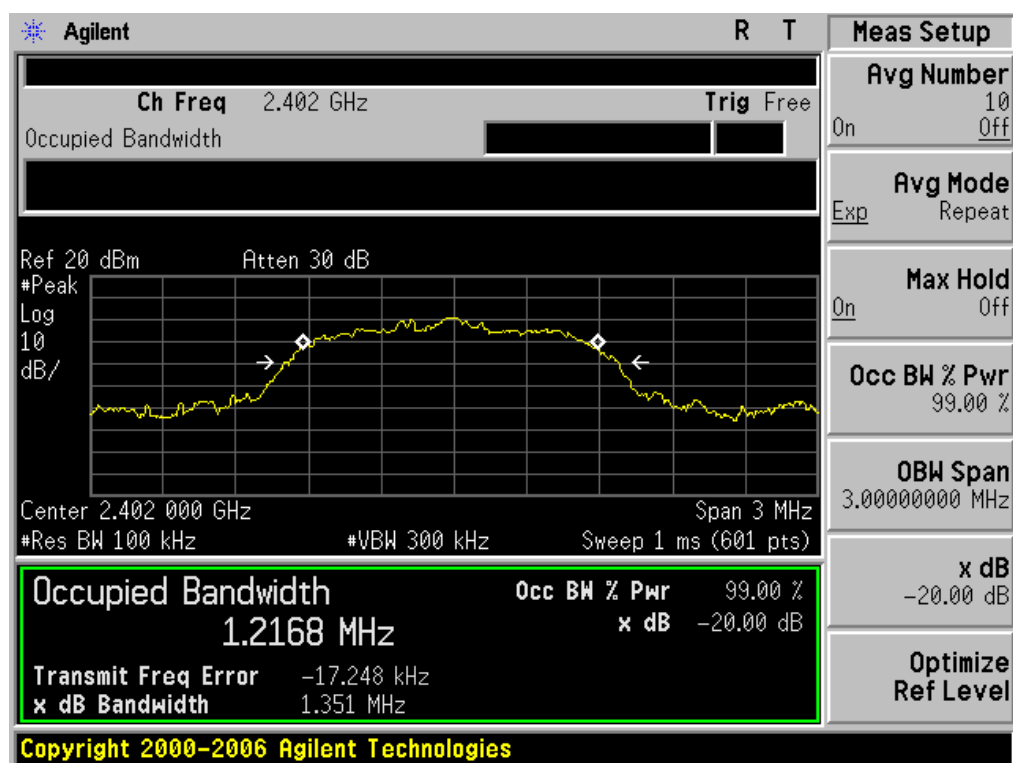 Agilent R T
Ch Freq 2.402 GHz Trig Free
Occupied Bandwidth
Ref 20 dBm Atten 30 dB
#Peak
Log
10
dB/
Center 2.402 000 GHz Span 3 MHz
#Res BW 100 kHz #VBW 300 kHz Sweep 1 ms (601 pts)
Occupied Bandwidth Occ BW % Pwr 99.00 %
1.2168 MHz x dB -20.00 dB
Transmit Freq Error -17.248 kHz
x dB Bandwidth 1.351 MHz
Copyright 2000-2006 Agilent Technologies
Meas Setup
Avg Number
10
On Off
Avg Mode
Exp Repeat
Max Hold
On Off
Occ BW % Pwr
99.00 %
OBW Span
3.00000000 MHz
x dB
-20.00 dB
Optimize
Ref Level